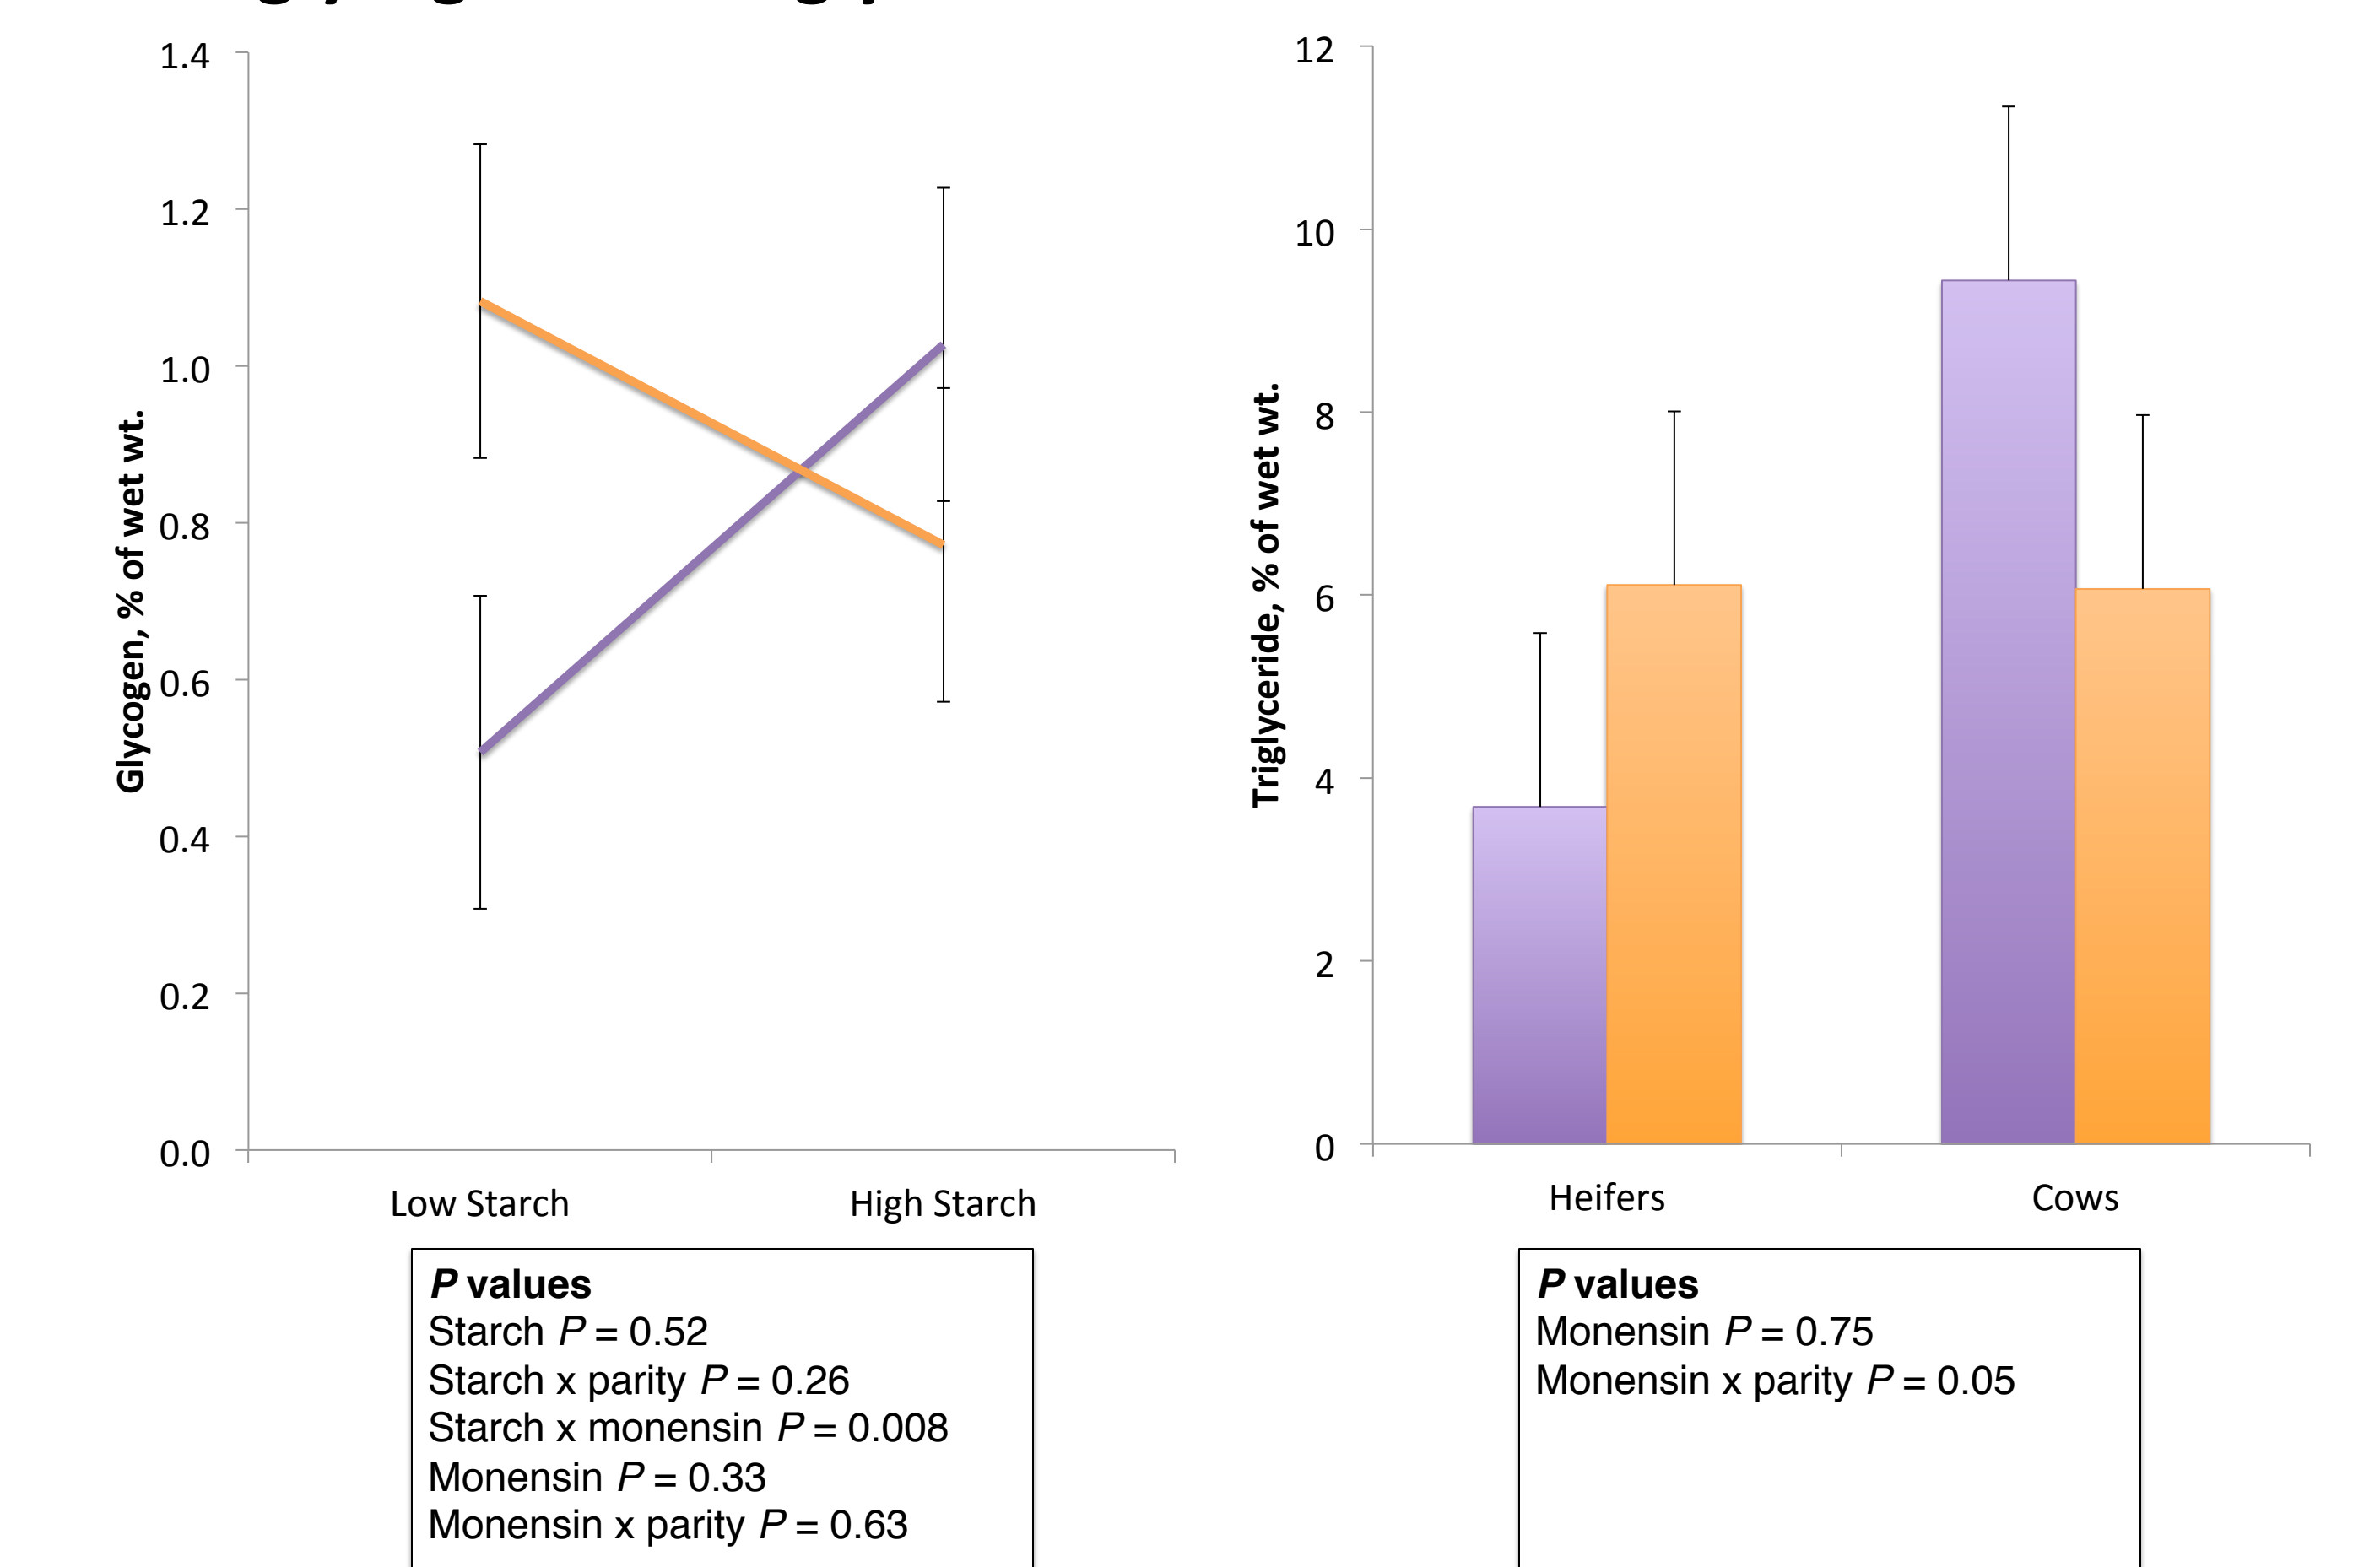 1.4
1.2
1.0
0.8
0.6
0.4
0.2
0.0
Glycogen, % of wet wt.
Low Starch High Starch
P values
Starch P = 0.52
Starch x parity P = 0.26
Starch x monensin P = 0.008
Monensin P = 0.33
Monensin x parity P = 0.63
12
10
8
6
4
2
0
Triglyceride, % of wet wt.
Heifers Cows
P values
Monensin P = 0.75
Monensin x parity P = 0.05